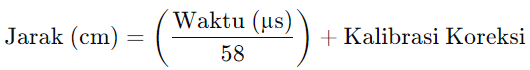 Jarak (cm) = (Waktu (μs) / 58) + Kalibrasi Koreksi